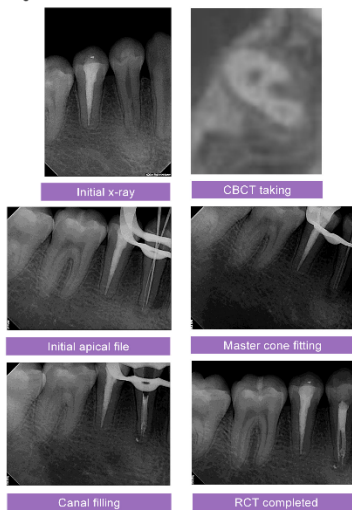 Initial x-ray
CBCT taking
Initial apical file
Master cone fitting
Canal filling
RCT completed